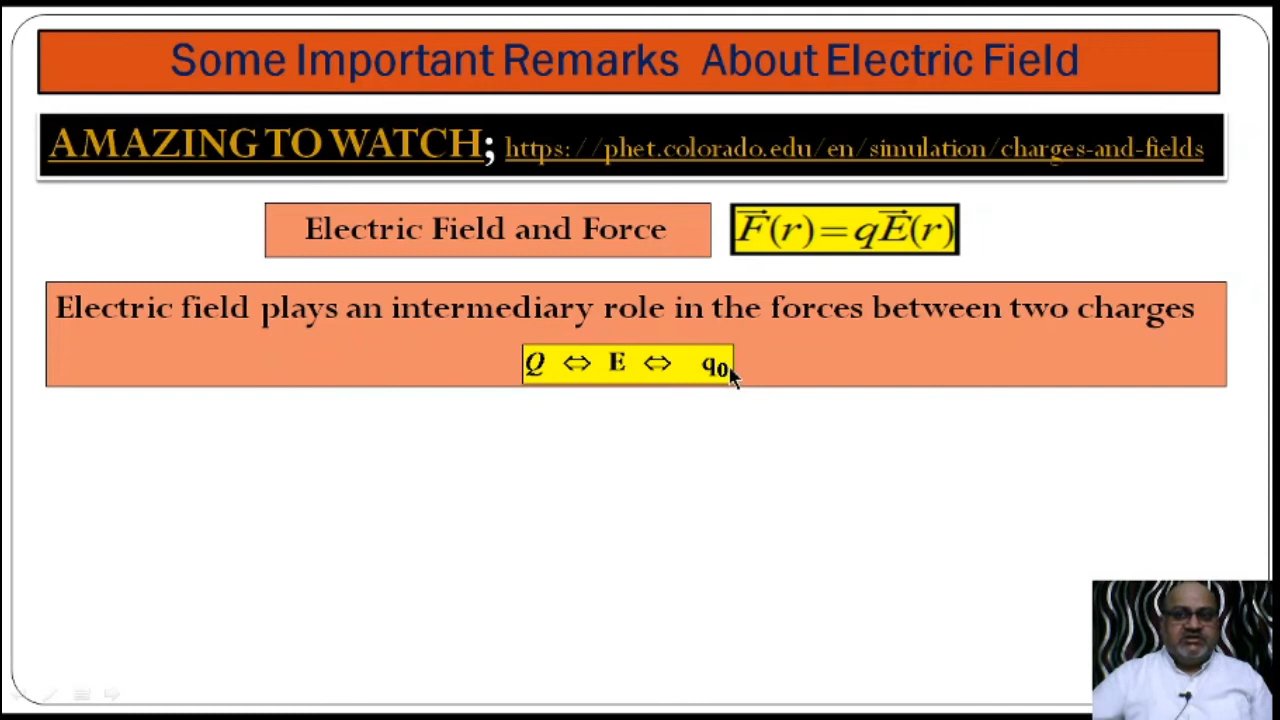 Some Important Remarks About Electric Field
AMAZING TO WATCH; https://phet.colorado.edu/en/simulation/charges-and-fields
Electric Field and Force
F⃗(r)=qE⃗(r)
Electric field plays an intermediary role in the forces between two charges
Q ⇔ E ⇔ q₀